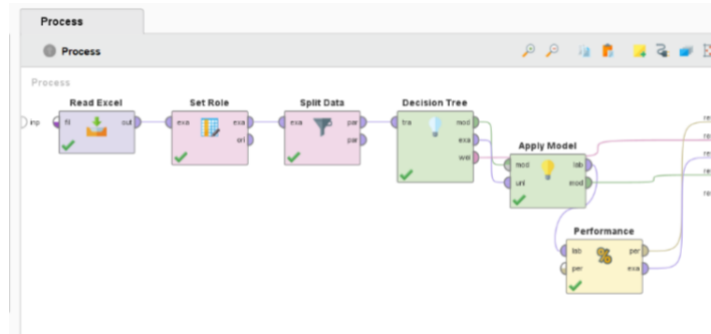 Process
Process
Process
Read Excel
Set Role
Split Data
Decision Tree
inp
fil
out
exa
exa
ori
exa
par
par
tra
mod
exa
wei
Apply Model
mod
lab
unl
mod
Performance
lab
per
per
exa